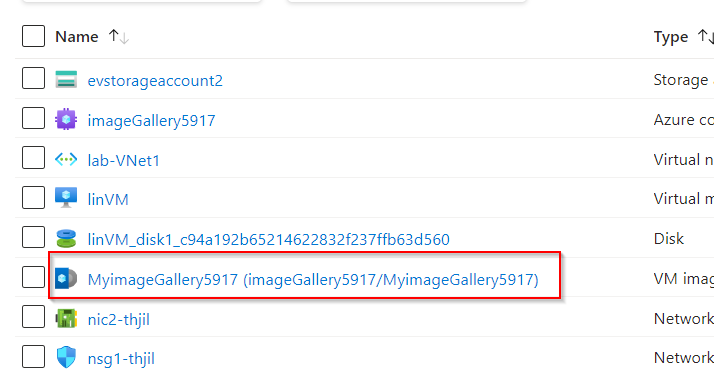 Name ↑↓ Type ↑↓
evstorageaccount2 Storage
imageGallery5917 Azure co
lab-VNet1 Virtual n
linVM Virtual m
linVM_disk1_c94a192b65214622832f237ffb63d560 Disk
MyimageGallery5917 (imageGallery5917/MyimageGallery5917) VM imag
nic2-thjil Network
nsg1-thjil Network